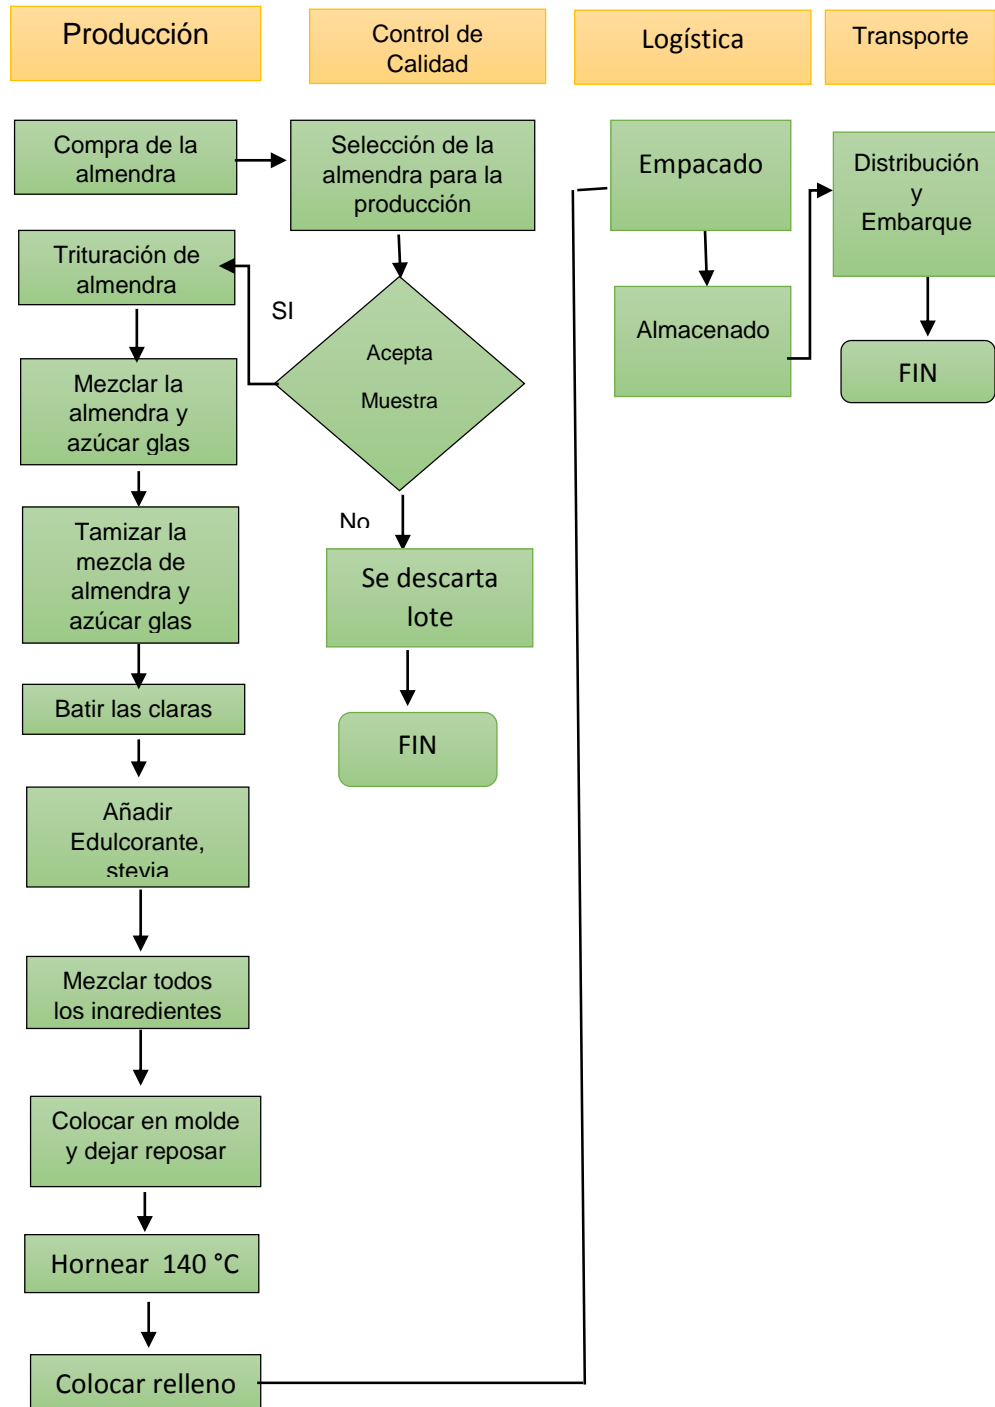 Producción
Control de
Calidad
Logística
Transporte
Compra de la
almendra
Selección de la
almendra para la
producción
Trituración de
almendra
SI
Acepta
Muestra
Mezclar la
almendra y
azúcar glas
No
Tamizar la
mezcla de
almendra y
azúcar glas
Se descarta
lote
Batir las claras
FIN
Añadir
Edulcorante,
stevia
Mezclar todos
los ingredientes
Colocar en molde
y dejar reposar
Hornear 140 °C
Colocar relleno
Empacado
Almacenado
Distribución
y
Embarque
FIN